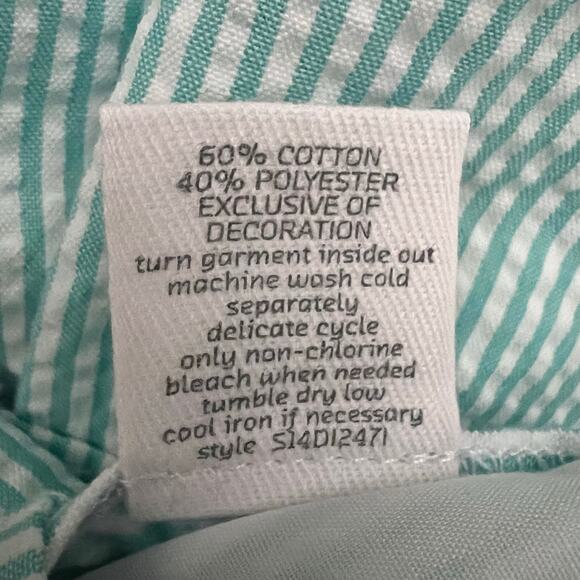 60% COTTON
40% POLYESTER
EXCLUSIVE OF
DECORATION
turn garment inside out
machine wash cold
separately
delicate cycle
only non-chlorine
bleach when needed
tumble dry low
cool iron if necessary
style S14D12471